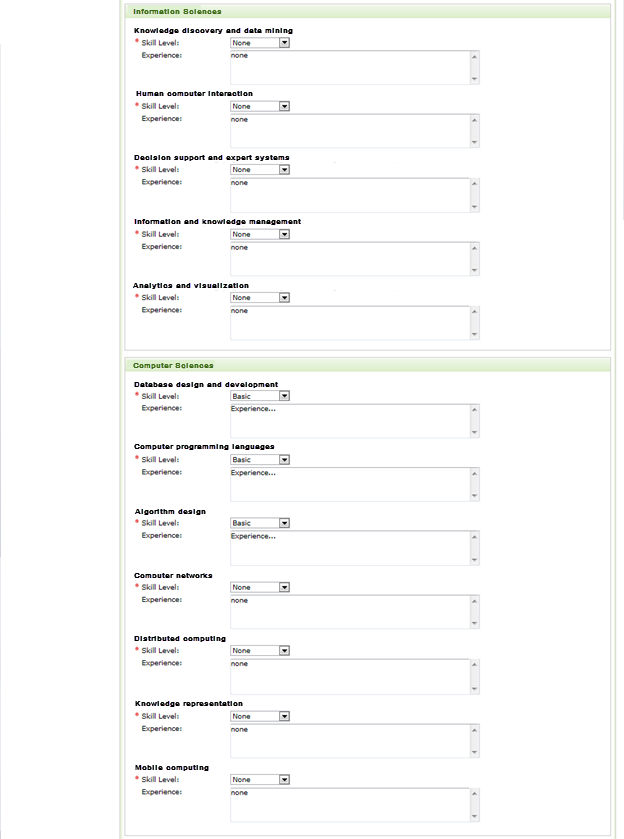 Information Sciences
Knowledge discovery and data mining
* Skill Level: None
Experience: none
Human computer interaction
* Skill Level: None
Experience: none
Decision support and expert systems
* Skill Level: None
Experience: none
Information and knowledge management
* Skill Level: None
Experience: none
Analytics and visualization
* Skill Level: None
Experience: none
Computer Sciences
Database design and development
* Skill Level: Basic
Experience: Experience...
Computer programming languages
* Skill Level: Basic
Experience: Experience...
Algorithm design
* Skill Level: Basic
Experience: Experience...
Computer networks
* Skill Level: None
Experience: none
Distributed computing
* Skill Level: None
Experience: none
Knowledge representation
* Skill Level: None
Experience: none
Mobile computing
* Skill Level: None
Experience: none